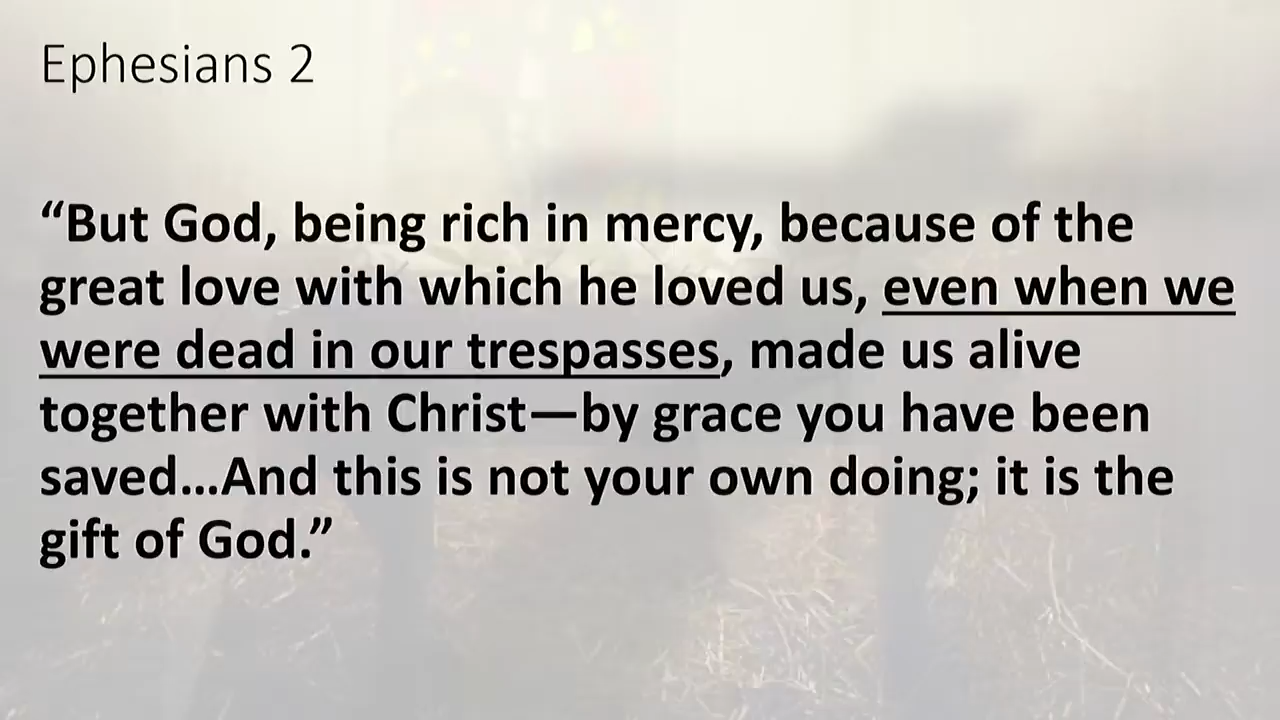 Ephesians 2
“But God, being rich in mercy, because of the
great love with which he loved us, even when we
were dead in our trespasses, made us alive
together with Christ—by grace you have been
saved…And this is not your own doing; it is the
gift of God.”